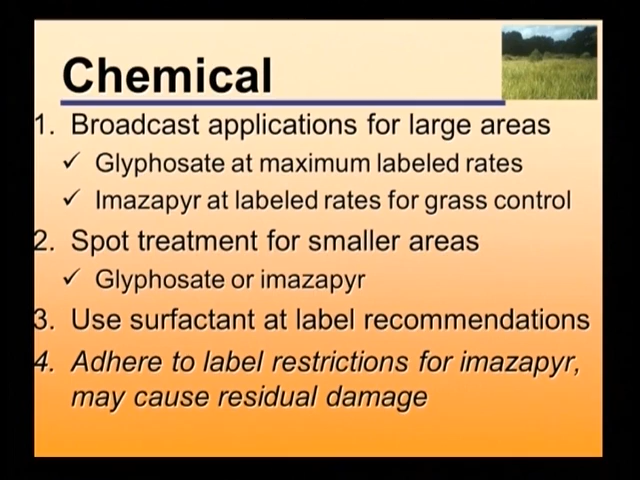 Chemical
1. Broadcast applications for large areas
✓ Glyphosate at maximum labeled rates
✓ Imazapyr at labeled rates for grass control
2. Spot treatment for smaller areas
✓ Glyphosate or imazapyr
3. Use surfactant at label recommendations
4. Adhere to label restrictions for imazapyr,
may cause residual damage